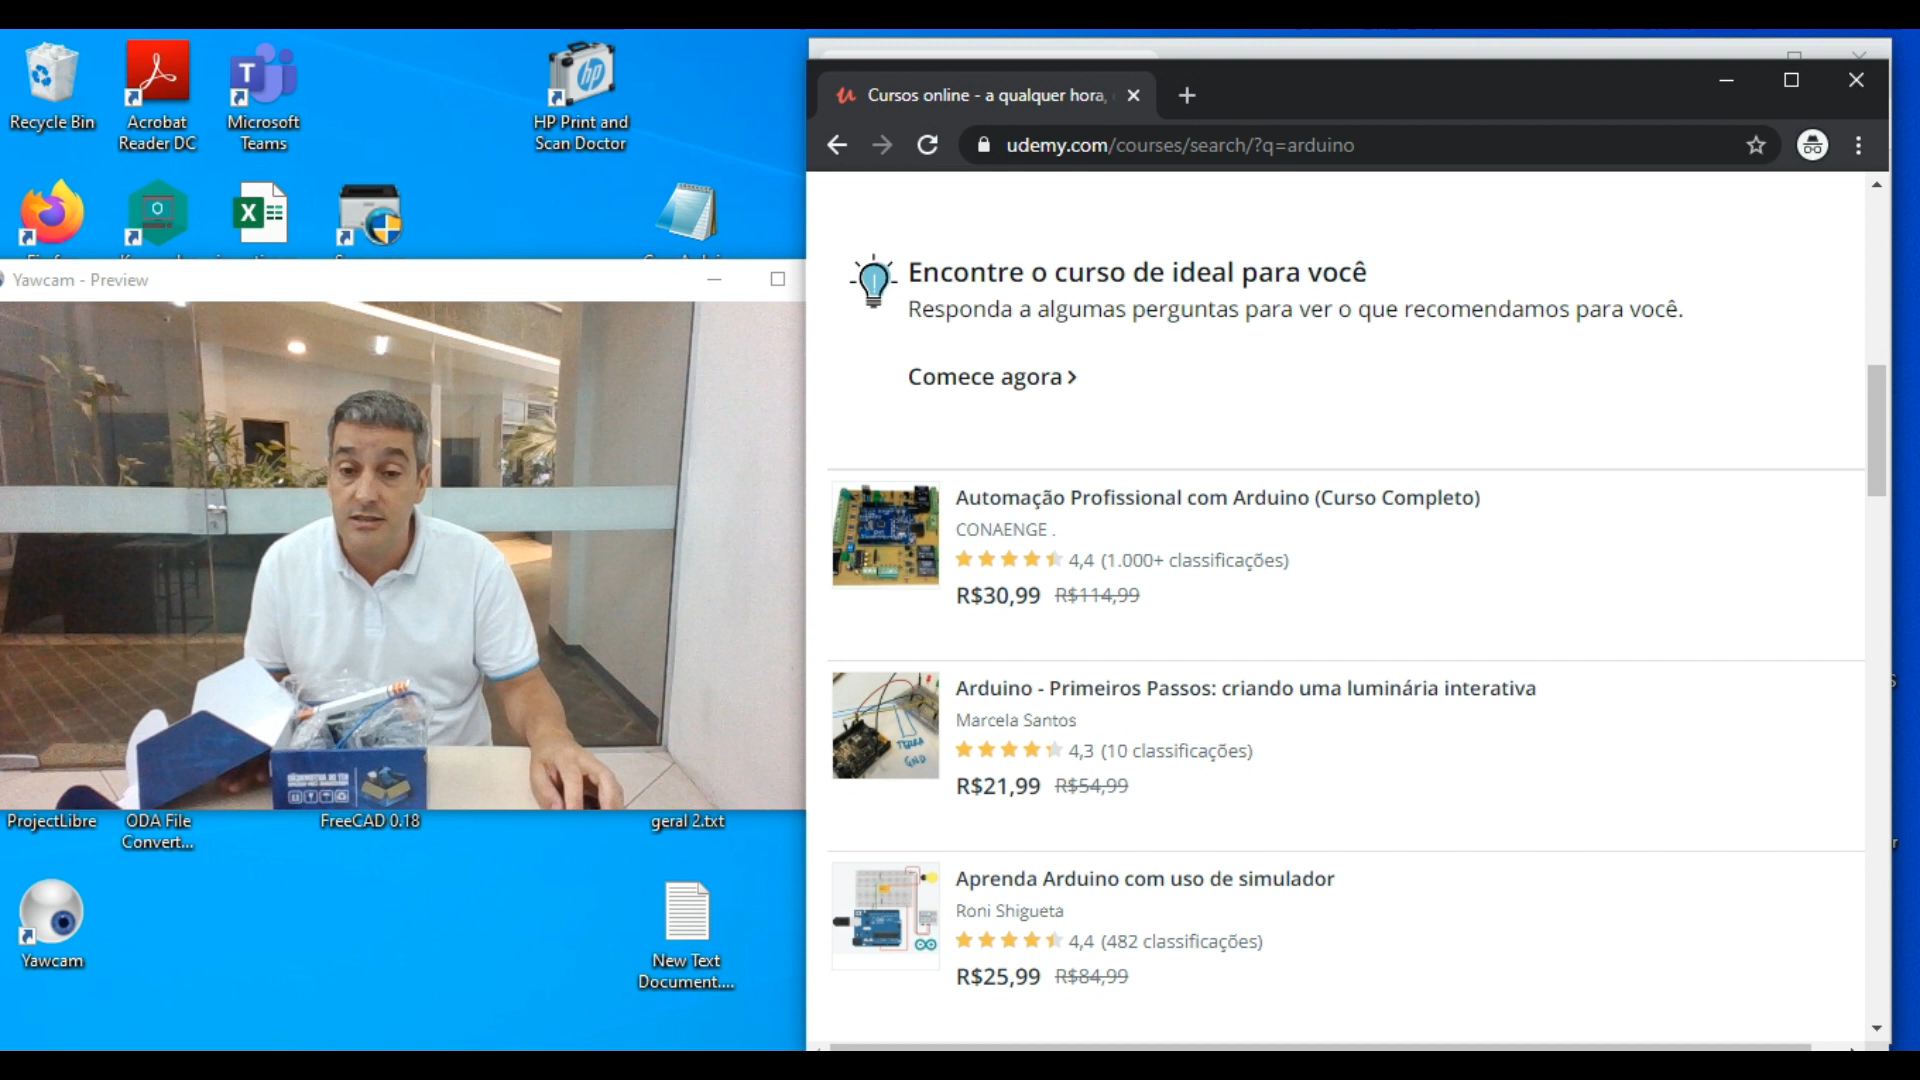 Recycle Bin
Acrobat
Reader DC
Microsoft
Teams
HP Print and
Scan Doctor
Yawcam - Preview
ProjectLibre
ODA File
Convert...
FreeCAD 0.18
geral 2.txt
Yawcam
New Text
Document....
Cursos online - a qualquer hora,
udemy.com/courses/search/?q=arduino
Encontre o curso de ideal para você
Responda a algumas perguntas para ver o que recomendamos para você.
Comece agora
Automação Profissional com Arduino (Curso Completo)
CONAENGE .
4,4 (1.000+ classificações)
R$30,99 R$114,99
Arduino - Primeiros Passos: criando uma luminária interativa
Marcela Santos
4,3 (10 classificações)
R$21,99 R$54,99
Aprenda Arduino com uso de simulador
Roni Shigueta
4,4 (482 classificações)
R$25,99 R$84,99